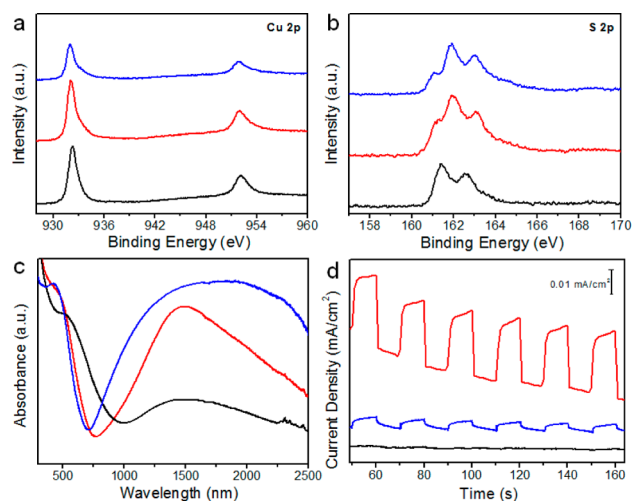 a
Cu 2p
Intensity (a.u.)
930 936 942 948 954 960
Binding Energy (eV)
b
S 2p
Intensity (a.u.)
158 160 162 164 166 168 170
Binding Energy (eV)
c
Absorbance (a.u.)
500 1000 1500 2000 2500
Wavelength (nm)
d
0.01 mA/cm²
Current Density (mA/cm²)
60 80 100 120 140 160
Time (s)